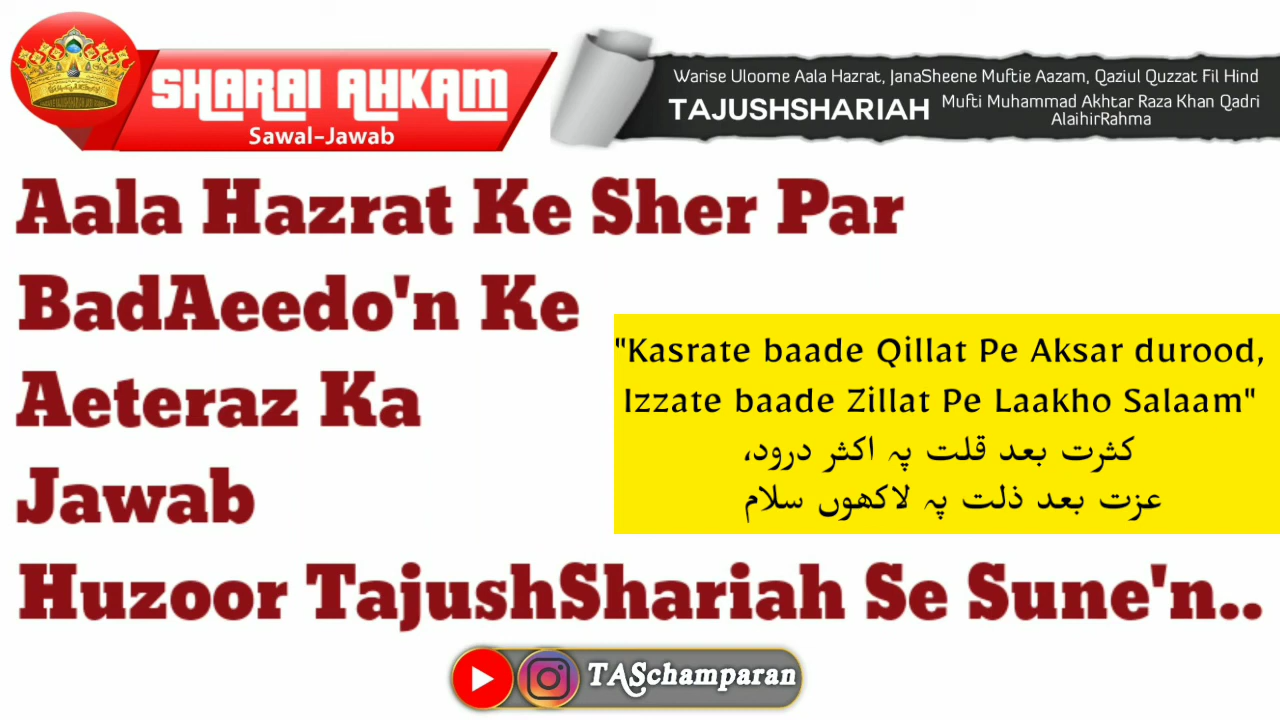 SHARAI AHKAM
Sawal-Jawab
Warise Uloome Aala Hazrat, JanaSheene Muftie Aazam, Qaziul Quzzat Fil Hind
TAJUSHSHARIAH Mufti Muhammad Akhtar Raza Khan Qadri
AlaihirRahma
Aala Hazrat Ke Sher Par
BadAeedo'n Ke
Aeteraz Ka
Jawab
"Kasrate baade Qillat Pe Aksar durood,
Izzate baade Zillat Pe Laakho Salaam"
کثرت بعد قلت پہ اکثر درود،
عزت بعد ذلت پہ لاکھوں سلام
Huzoor TajushShariah Se Sune'n..
TASchamparan